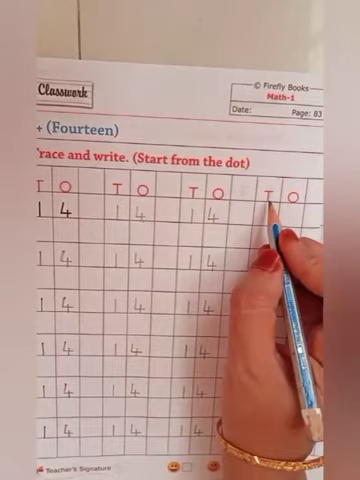 Classwork
© Firefly Books
Math-1
Date: Page: 83
+ (Fourteen)
race and write. (Start from the dot)
T O T O T O T O
1 4 1 4 1 4
1 4 1 4 1 4
1 4 1 4 1 4
1 4 1 4 1 4
1 4 1 4 1 4
1 4 1 4 1 4
Teacher's Signature